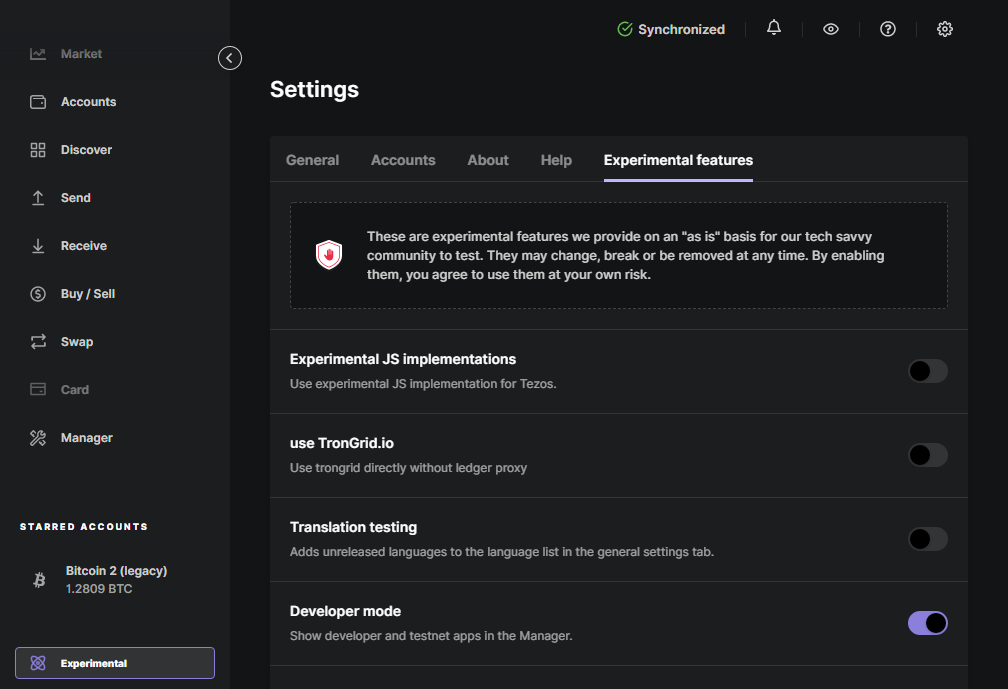 Synchronized
Market
Accounts
Discover
Send
Receive
Buy / Sell
Swap
Card
Manager
STARRED ACCOUNTS
Bitcoin 2 (legacy)
1.2809 BTC
Experimental
Settings
General Accounts About Help Experimental features
These are experimental features we provide on an "as is" basis for our tech savvy
community to test. They may change, break or be removed at any time. By enabling
them, you agree to use them at your own risk.
Experimental JS implementations
Use experimental JS implementation for Tezos.
use TronGrid.io
Use trongrid directly without ledger proxy
Translation testing
Adds unreleased languages to the language list in the general settings tab.
Developer mode
Show developer and testnet apps in the Manager.